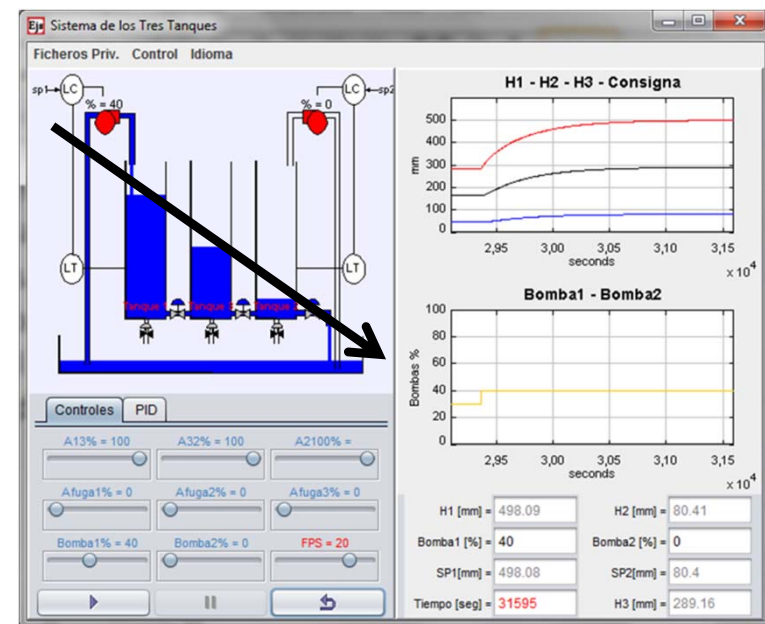 Ejs Sistema de los Tres Tanques
Ficheros Priv. Control Idioma
sp1 LC LC sp2
% = 40 % = 0
LT LT
Tanque 1 Tanque 3 Tanque 2
Controles PID
A13% = 100 A32% = 100 A2100% =
Afuga1% = 0 Afuga2% = 0 Afuga3% = 0
Bomba1% = 40 Bomba2% = 0 FPS = 20
H1 - H2 - H3 - Consigna
mm
500
400
300
200
100
0
2,95 3,00 3,05 3,10 3,15
seconds
x 10^4
Bomba1 - Bomba2
Bombas %
100
80
60
40
20
0
2,95 3,00 3,05 3,10 3,15
seconds
x 10^4
H1 [mm] = 498.09 H2 [mm] = 80.41
Bomba1 [%] = 40 Bomba2 [%] = 0
SP1[mm] = 498.08 SP2[mm] = 80.4
Tiempo [seg] = 31595 H3 [mm] = 289.16